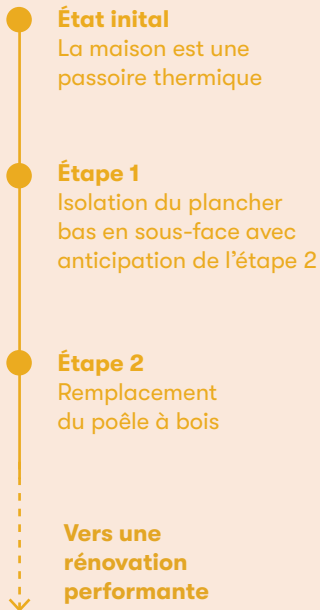 État inital
La maison est une
passoire thermique
Étape 1
Isolation du plancher
bas en sous-face avec
anticipation de l'étape 2
Étape 2
Remplacement
du poêle à bois
Vers une
rénovation
performante